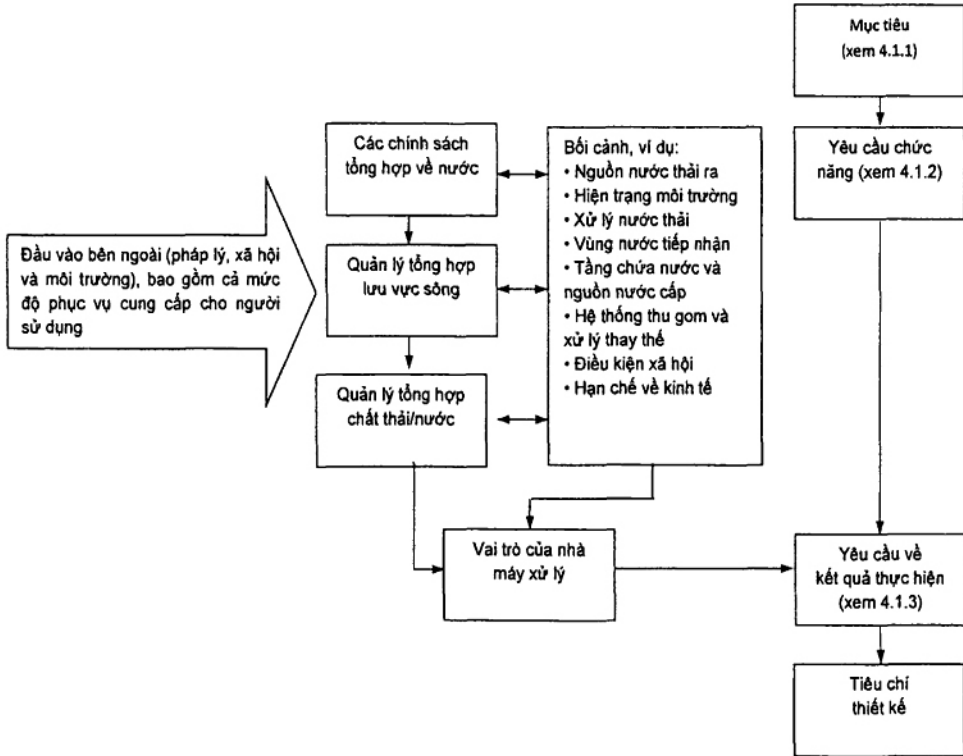 Mục tiêu
(xem 4.1.1)
Các chính sách
tổng hợp về nước
Bối cảnh, ví dụ:
• Nguồn nước thải ra
• Hiện trạng môi trường
• Xử lý nước thải
• Vùng nước tiếp nhận
• Tầng chứa nước và
nguồn nước cấp
• Hệ thống thu gom và
xử lý thay thế
• Điều kiện xã hội
• Hạn chế về kinh tế
Yêu cầu chức
năng (xem 4.1.2)
Đầu vào bên ngoài (pháp lý, xã hội
và môi trường), bao gồm cả mức
độ phục vụ cung cấp cho người
sử dụng
Quản lý tổng hợp
lưu vực sông
Quản lý tổng hợp
chất thải/nước
Vai trò của nhà
máy xử lý
Yêu cầu về
kết quả thực hiện
(xem 4.1.3)
Tiêu chí
thiết kế